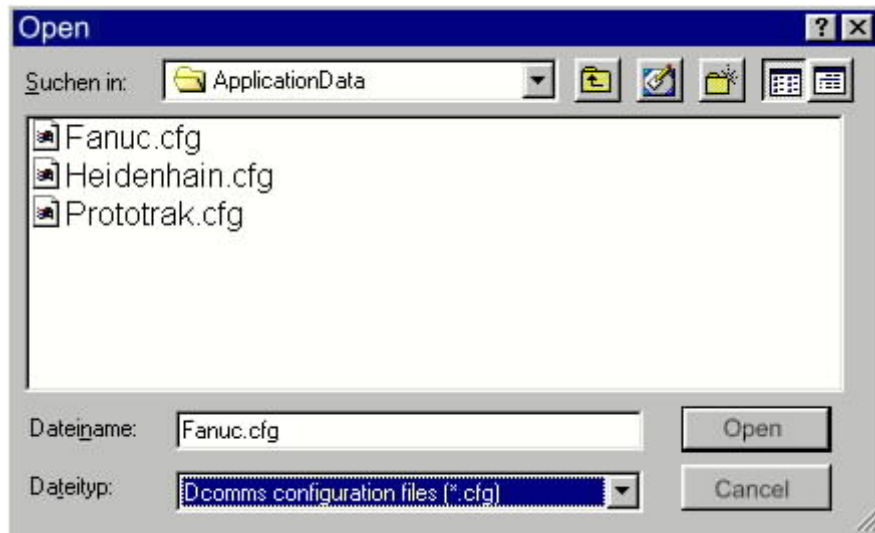 Open
Suchen in: ApplicationData
Fanuc.cfg
Heidenhain.cfg
Prototrak.cfg
Dateiname: Fanuc.cfg Open
Dateityp: Dcomms configuration files (*.cfg) Cancel